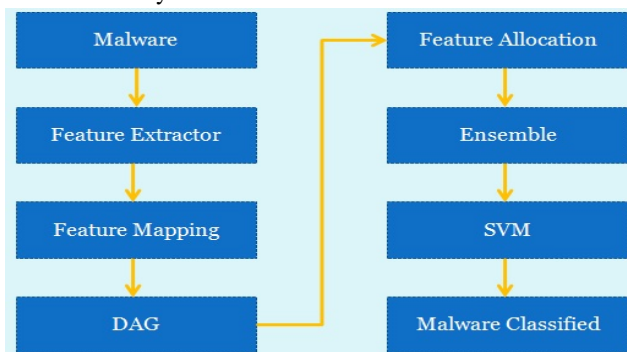 Malware
Feature Extractor
Feature Mapping
DAG
Feature Allocation
Ensemble
SVM
Malware Classified